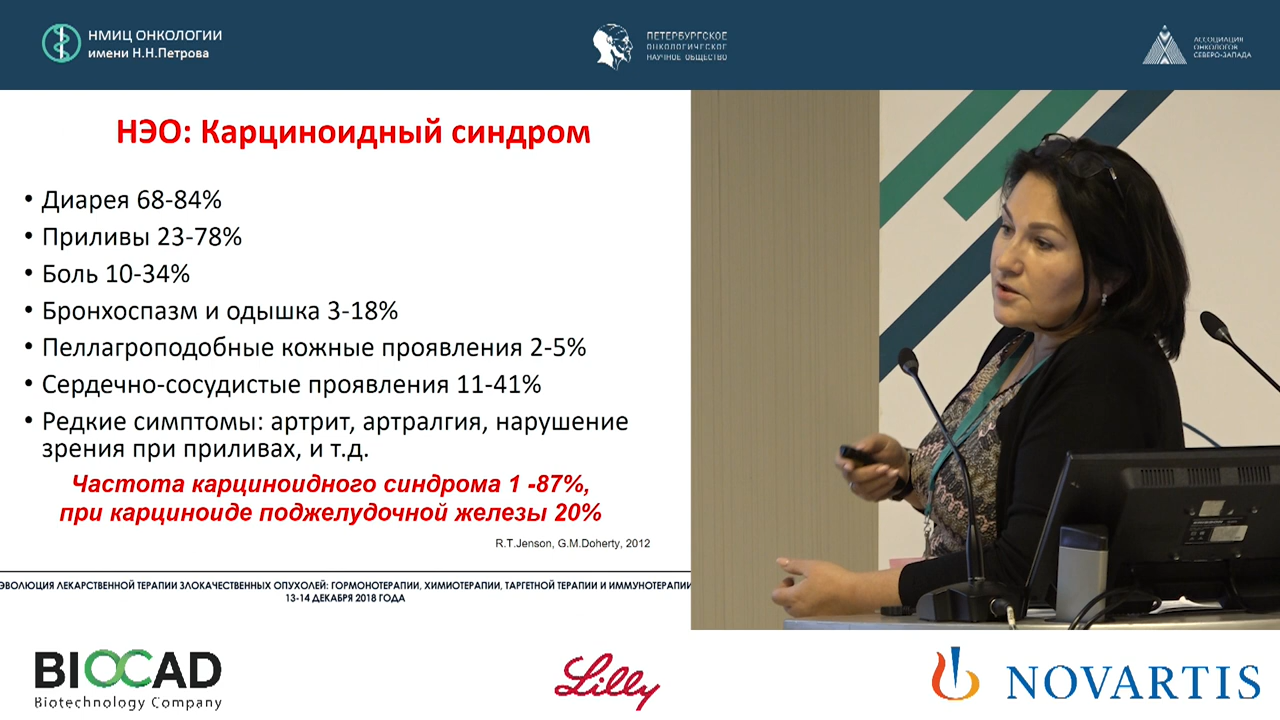 НМИЦ ОНКОЛОГИИ
имени Н.Н.Петрова
ПЕТЕРБУРГСКОЕ
ОНКОЛОГИЧЕСКОЕ
НАУЧНОЕ ОБЩЕСТВО
АССОЦИАЦИЯ
ОНКОЛОГОВ
СЕВЕРО-ЗАПАДА
НЭО: Карциноидный синдром
• Диарея 68-84%
• Приливы 23-78%
• Боль 10-34%
• Бронхоспазм и одышка 3-18%
• Пеллагроподобные кожные проявления 2-5%
• Сердечно-сосудистые проявления 11-41%
• Редкие симптомы: артрит, артралгия, нарушение
зрения при приливах, и т.д.
Частота карциноидного синдрома 1 -87%,
при карциноиде поджелудочной железы 20%
R.T.Jenson, G.M.Doherty, 2012
ЭВОЛЮЦИЯ ЛЕКАРСТВЕННОЙ ТЕРАПИИ ЗЛОКАЧЕСТВЕННЫХ ОПУХОЛЕЙ: ГОРМОНОТЕРАПИИ, ХИМИОТЕРАПИИ, ТАРГЕТНОЙ ТЕРАПИИ И ИММУНОТЕРАПИИ
13-14 ДЕКАБРЯ 2018 ГОДА
BIOCAD
Biotechnology Company
Lilly
NOVARTIS